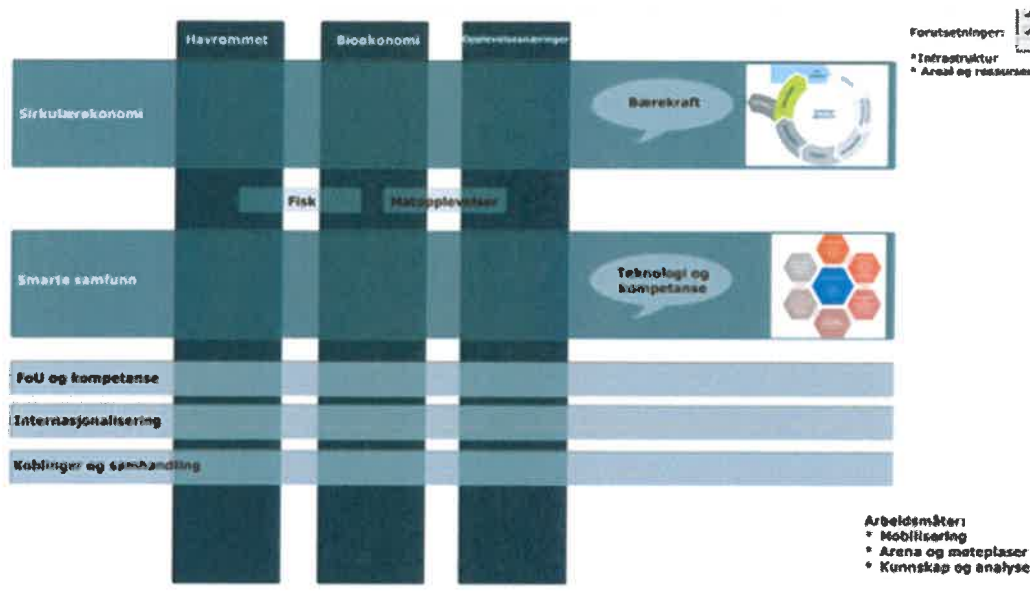 Havrommet
Bioøkonomi
Opplevelsesnæringer
Forutsetninger:
*Infrastruktur
* Areal og ressurser
Sirkulærøkonomi
Bærekraft
Fisk
Matopplevelser
Smarte samfunn
Teknologi og
kompetanse
FoU og kompetanse
Internasjonalisering
Koblinger og samhandling
Arbeidsmåter:
* Mobilisering
* Arena og møteplaser
* Kunnskap og analyse